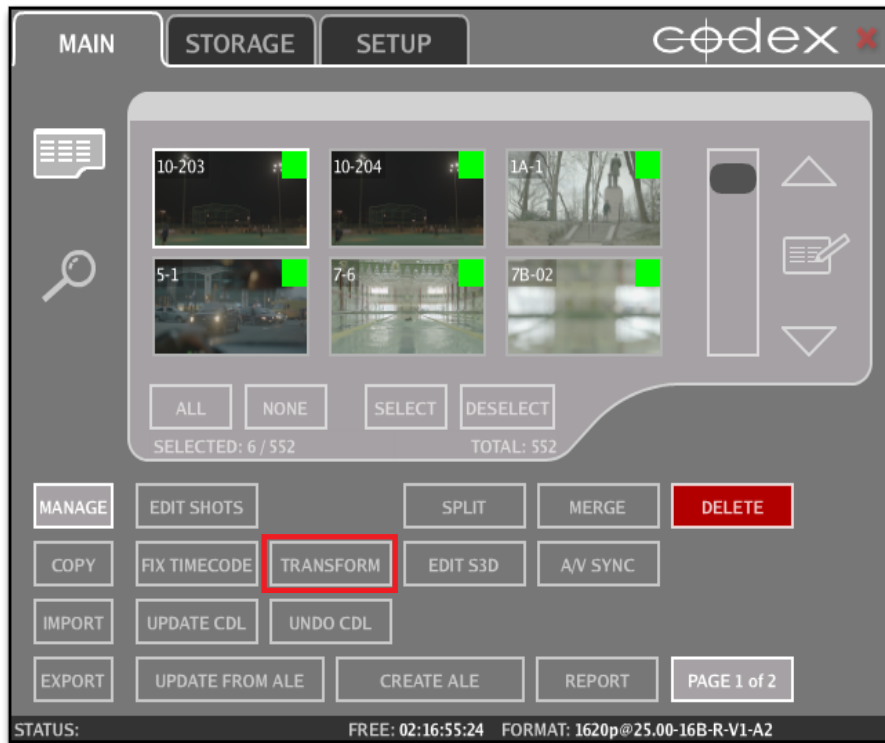 MAIN STORAGE SETUP codex
10-203 10-204 1A-1
5-1 7-6 7B-02
ALL NONE SELECT DESELECT
SELECTED: 6 / 552 TOTAL: 552
MANAGE EDIT SHOTS SPLIT MERGE DELETE
COPY FIX TIMECODE TRANSFORM EDIT S3D A/V SYNC
IMPORT UPDATE CDL UNDO CDL
EXPORT UPDATE FROM ALE CREATE ALE REPORT PAGE 1 of 2
STATUS: FREE: 02:16:55:24 FORMAT: 1620p@25.00-16B-R-V1-A2